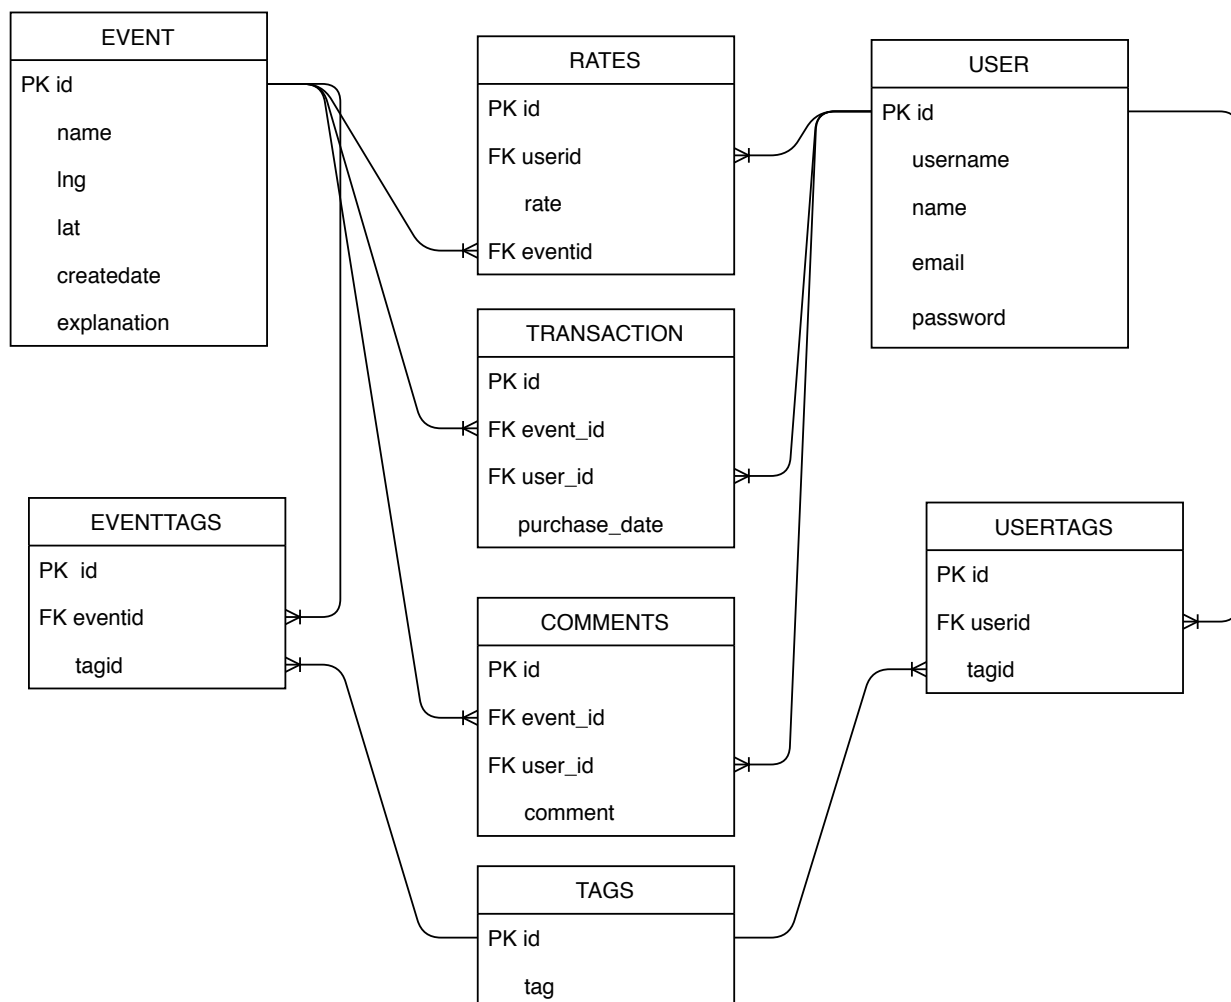 EVENT
PK id
name
lng
lat
createdate
explanation
RATES
PK id
FK userid
rate
FK eventid
USER
PK id
username
name
email
password
TRANSACTION
PK id
FK event_id
FK user_id
purchase_date
EVENTTAGS
PK id
FK eventid
tagid
COMMENTS
PK id
FK event_id
FK user_id
comment
USERTAGS
PK id
FK userid
tagid
TAGS
PK id
tag